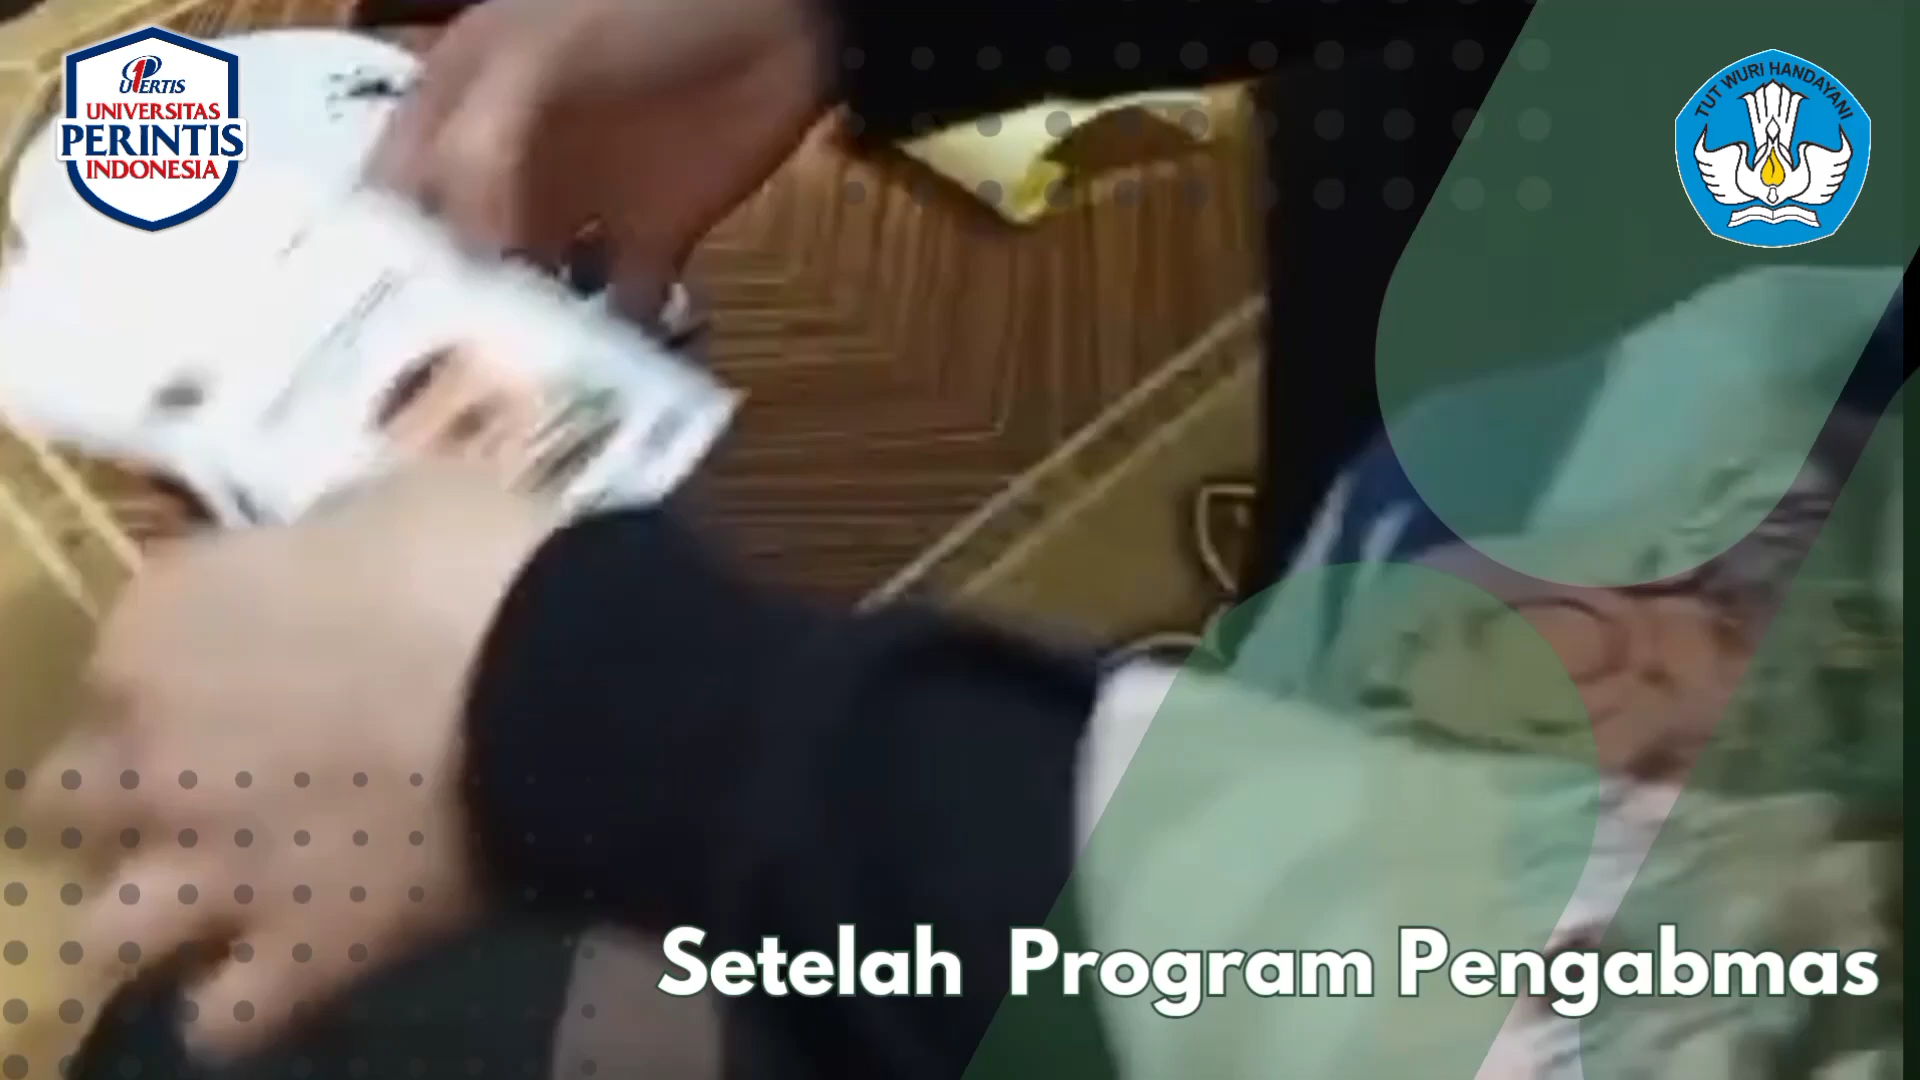 UPERTIS
UNIVERSITAS
PERINTIS
INDONESIA
TUT WURI HANDAYANI
Setelah Program Pengabmas